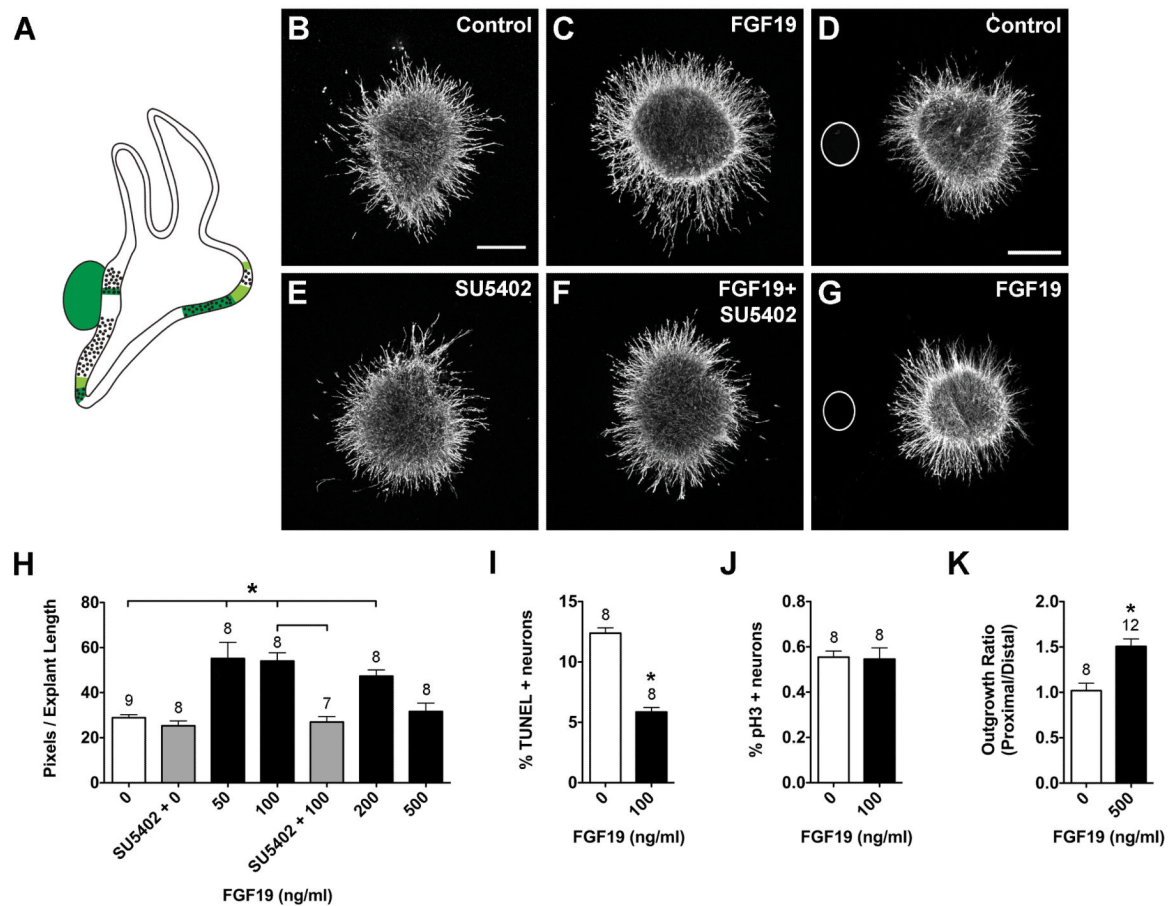 A
B
Control
C
FGF19
D
Control
E
SU5402
F
FGF19+
SU5402
G
FGF19
H
Pixels / Explant Length
80
60
40
20
0
*
9
8
8
8
7
8
8
0
SU5402 + 0
50
100
SU5402 + 100
200
500
FGF19 (ng/ml)
I
% TUNEL + neurons
15
10
5
0
8
*
8
0
100
FGF19 (ng/ml)
J
% pH3 + neurons
0.8
0.6
0.4
0.2
0.0
8
8
0
100
FGF19 (ng/ml)
K
Outgrowth Ratio
(Proximal/Distal)
2.0
1.5
1.0
0.5
0.0
8
*
12
0
500
FGF19 (ng/ml)